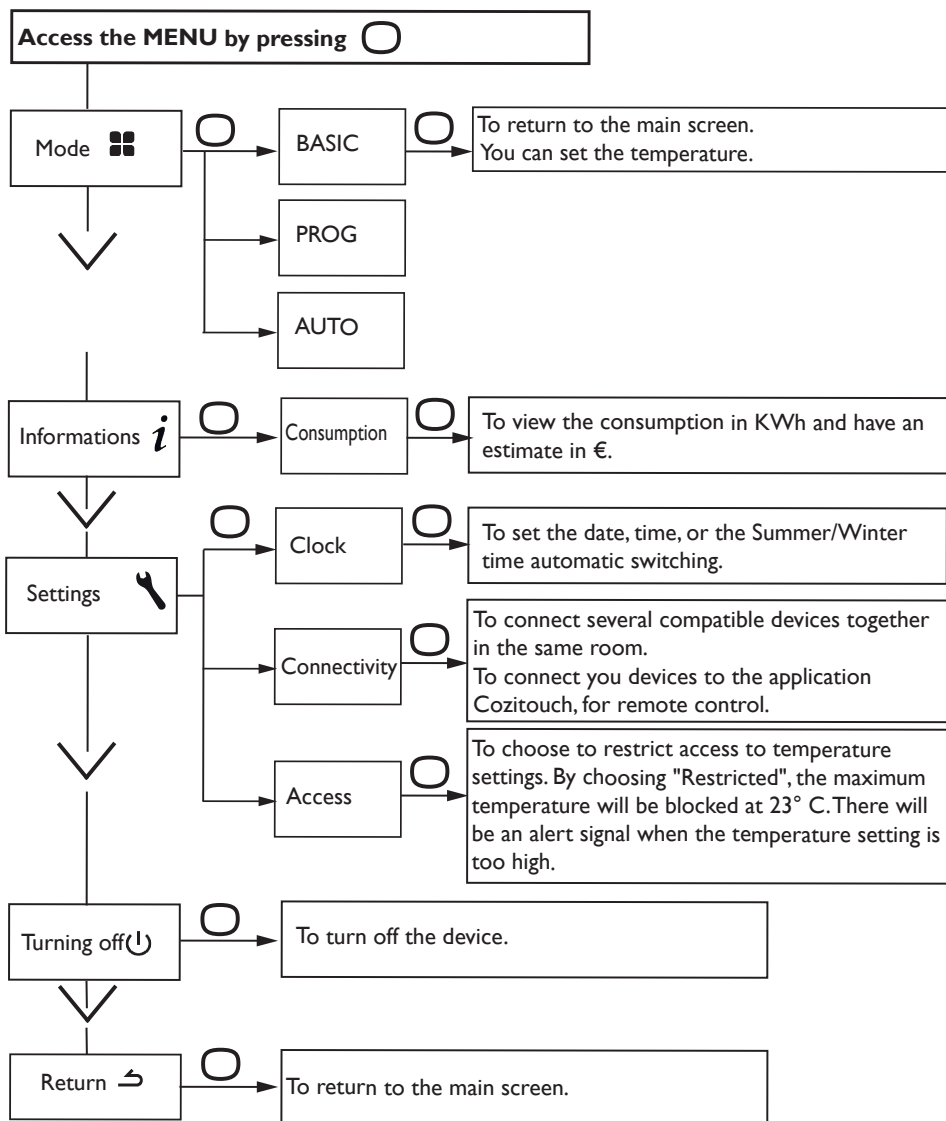 Access the MENU by pressing
Mode
BASIC
To return to the main screen.
You can set the temperature.
PROG
AUTO
Informations i
Consumption
To view the consumption in KWh and have an
estimate in €.
Settings
Clock
To set the date, time, or the Summer/Winter
time automatic switching.
Connectivity
To connect several compatible devices together
in the same room.
To connect you devices to the application
Cozitouch, for remote control.
Access
To choose to restrict access to temperature
settings. By choosing "Restricted", the maximum
temperature will be blocked at 23° C. There will
be an alert signal when the temperature setting is
too high.
Turning off
To turn off the device.
Return
To return to the main screen.